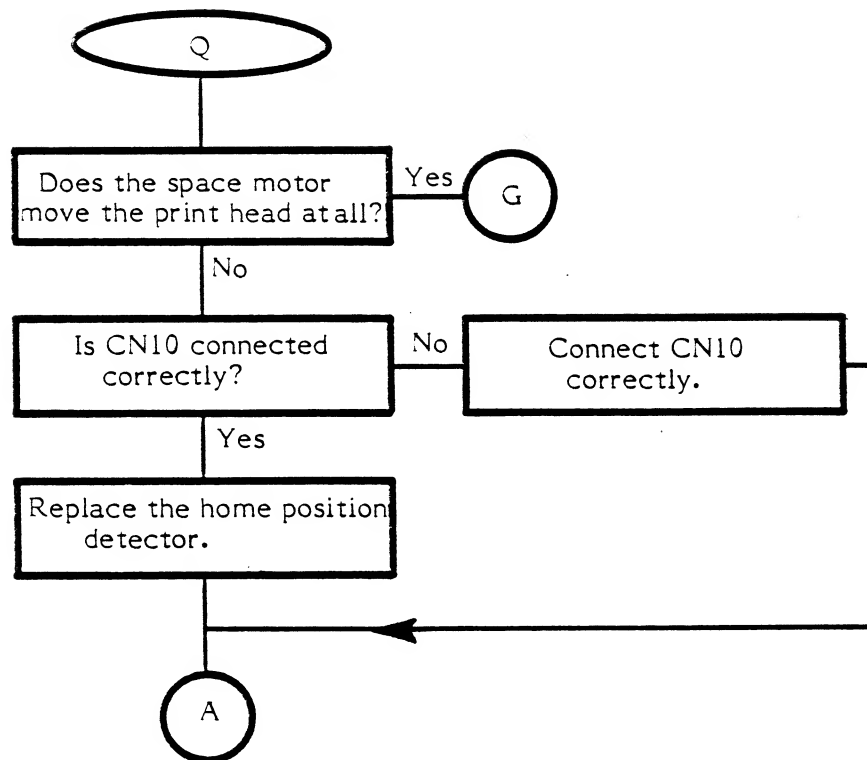 Q
Does the space motor
move the print head at all?
Yes
G
No
Is CN10 connected
correctly?
No
Connect CN10
correctly.
Yes
Replace the home position
detector.
A